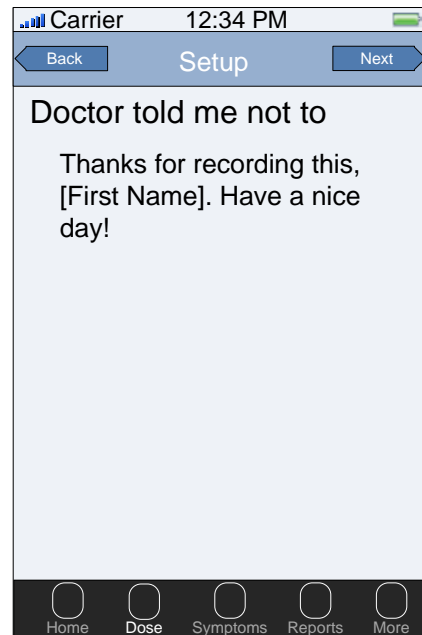 Carrier 12:34 PM
Back Setup Next
Doctor told me not to
Thanks for recording this,
[First Name]. Have a nice
day!
Home Dose Symptoms Reports More